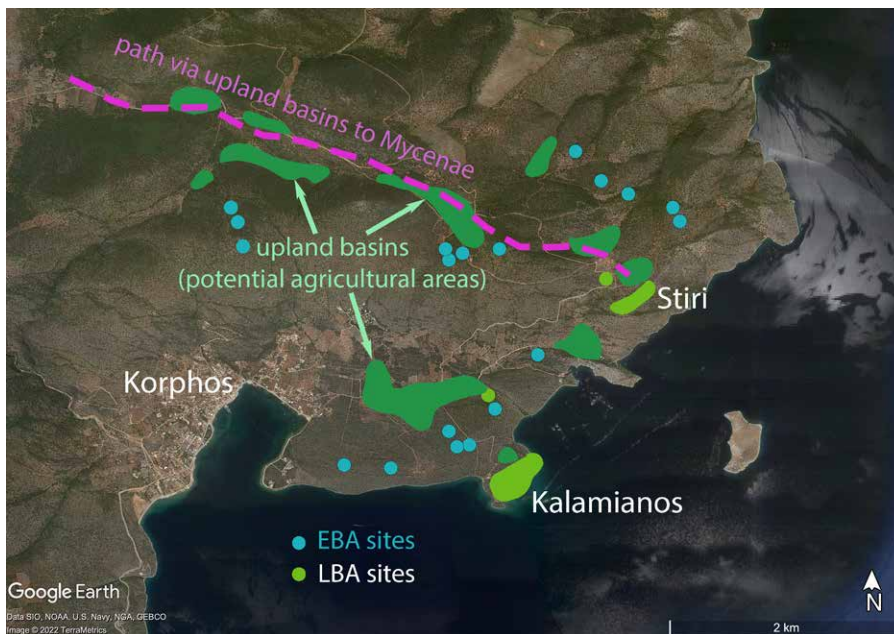 path via upland basins to Mycenae
upland basins
(potential agricultural areas)
Stiri
Korphos
Kalamianos
EBA sites
LBA sites
Google Earth
Data SIO, NOAA, U.S. Navy, NGA, GEBCO
Image © 2022 TerraMetrics
N
2 km